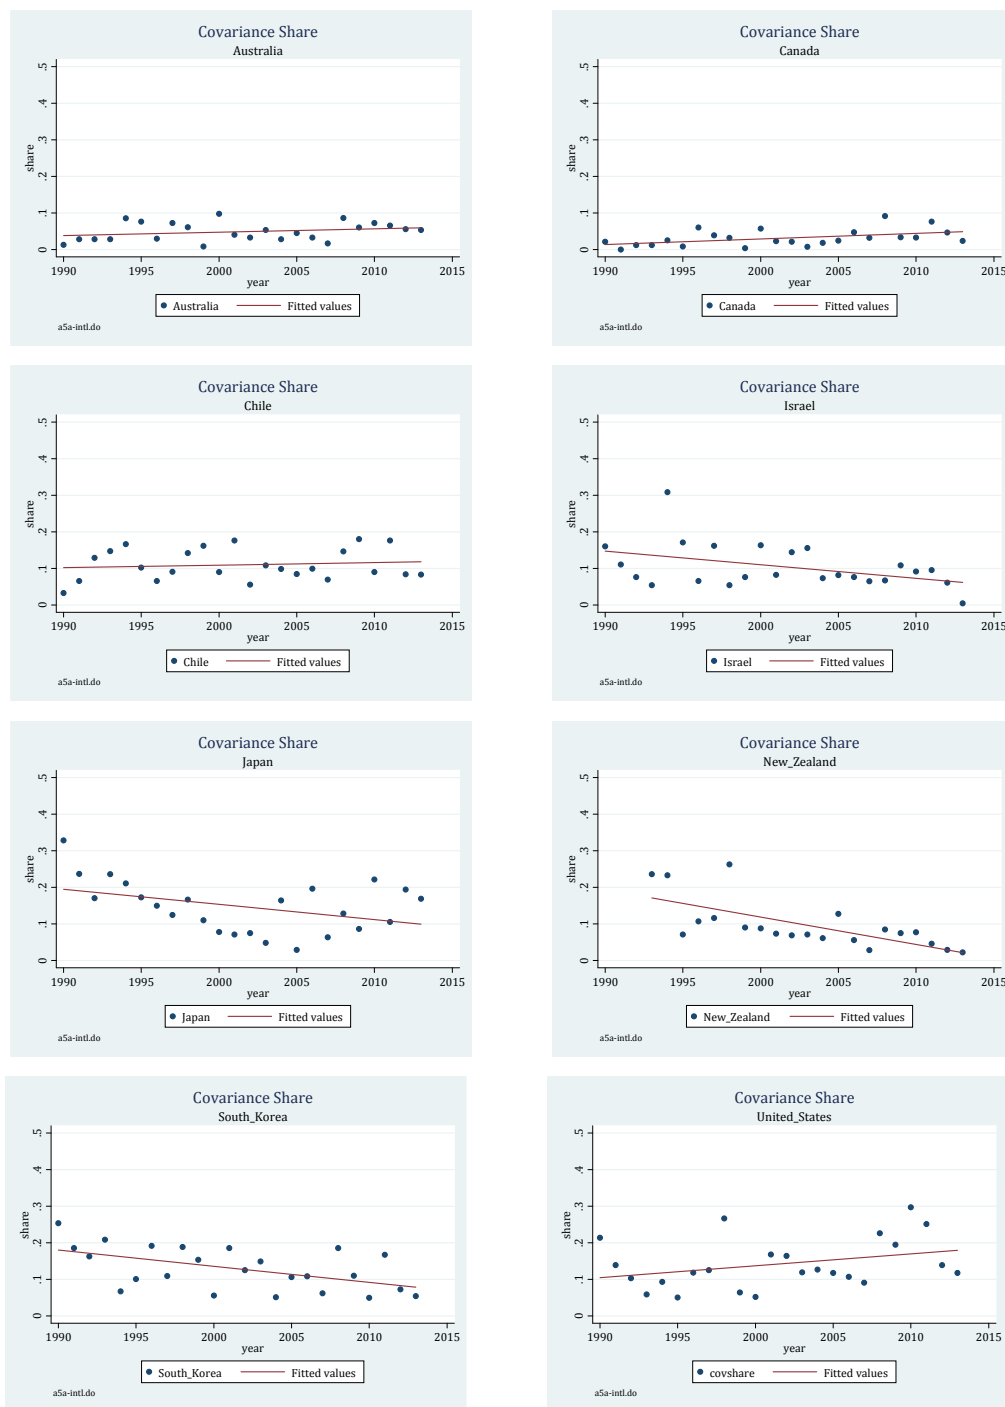 Covariance Share
Australia
share
.5
.4
.3
.2
.1
0
1990 1995 2000 2005 2010 2015
year
Australia Fitted values
a5a-intl.do
Covariance Share
Canada
share
.5
.4
.3
.2
.1
0
1990 1995 2000 2005 2010 2015
year
Canada Fitted values
a5a-intl.do
Covariance Share
Chile
share
.5
.4
.3
.2
.1
0
1990 1995 2000 2005 2010 2015
year
Chile Fitted values
a5a-intl.do
Covariance Share
Israel
share
.5
.4
.3
.2
.1
0
1990 1995 2000 2005 2010 2015
year
Israel Fitted values
a5a-intl.do
Covariance Share
Japan
share
.5
.4
.3
.2
.1
0
1990 1995 2000 2005 2010 2015
year
Japan Fitted values
a5a-intl.do
Covariance Share
New_Zealand
share
.5
.4
.3
.2
.1
0
1990 1995 2000 2005 2010 2015
year
New_Zealand Fitted values
a5a-intl.do
Covariance Share
South_Korea
share
.5
.4
.3
.2
.1
0
1990 1995 2000 2005 2010 2015
year
South_Korea Fitted values
a5a-intl.do
Covariance Share
United_States
share
.5
.4
.3
.2
.1
0
1990 1995 2000 2005 2010 2015
year
covshare Fitted values
a5a-intl.do